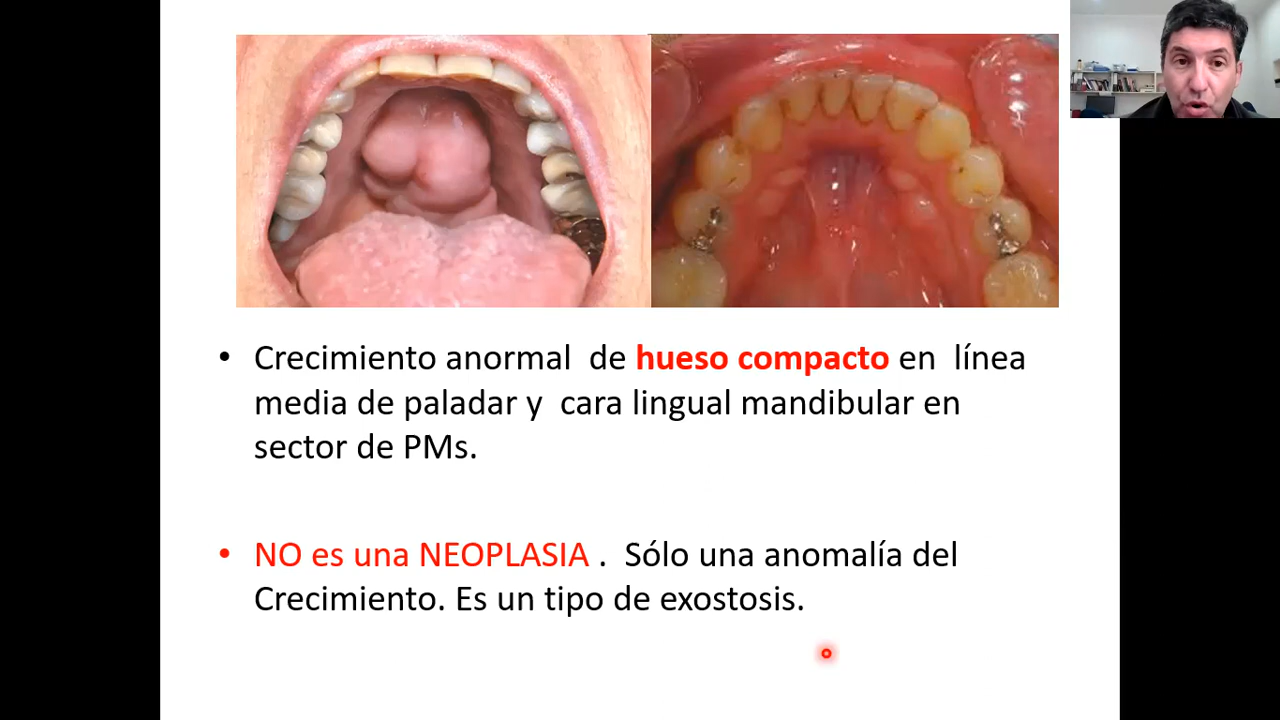 • Crecimiento anormal de hueso compacto en línea
media de paladar y cara lingual mandibular en
sector de PMs.
• NO es una NEOPLASIA . Sólo una anomalía del
Crecimiento. Es un tipo de exostosis.